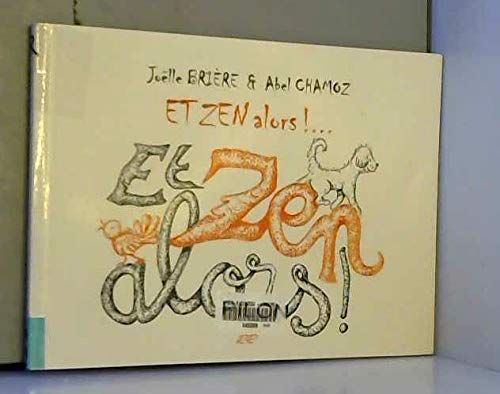 Joëlle BRIÈRE & Abel CHAMOZ
ET ZEN alors !....
Et
Zen
alors!